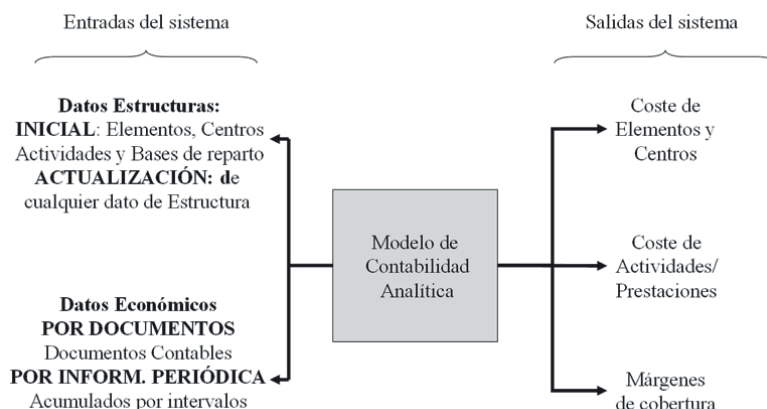 Entradas del sistema
Datos Estructuras:
INICIAL: Elementos, Centros
Actividades y Bases de reparto
ACTUALIZACIÓN: de
cualquier dato de Estructura
Datos Económicos
POR DOCUMENTOS
Documentos Contables
POR INFORM. PERIÓDICA
Acumulados por intervalos
Modelo de
Contabilidad
Analítica
Salidas del sistema
Coste de
Elementos y
Centros
Coste de
Actividades/
Prestaciones
Márgenes
de cobertura